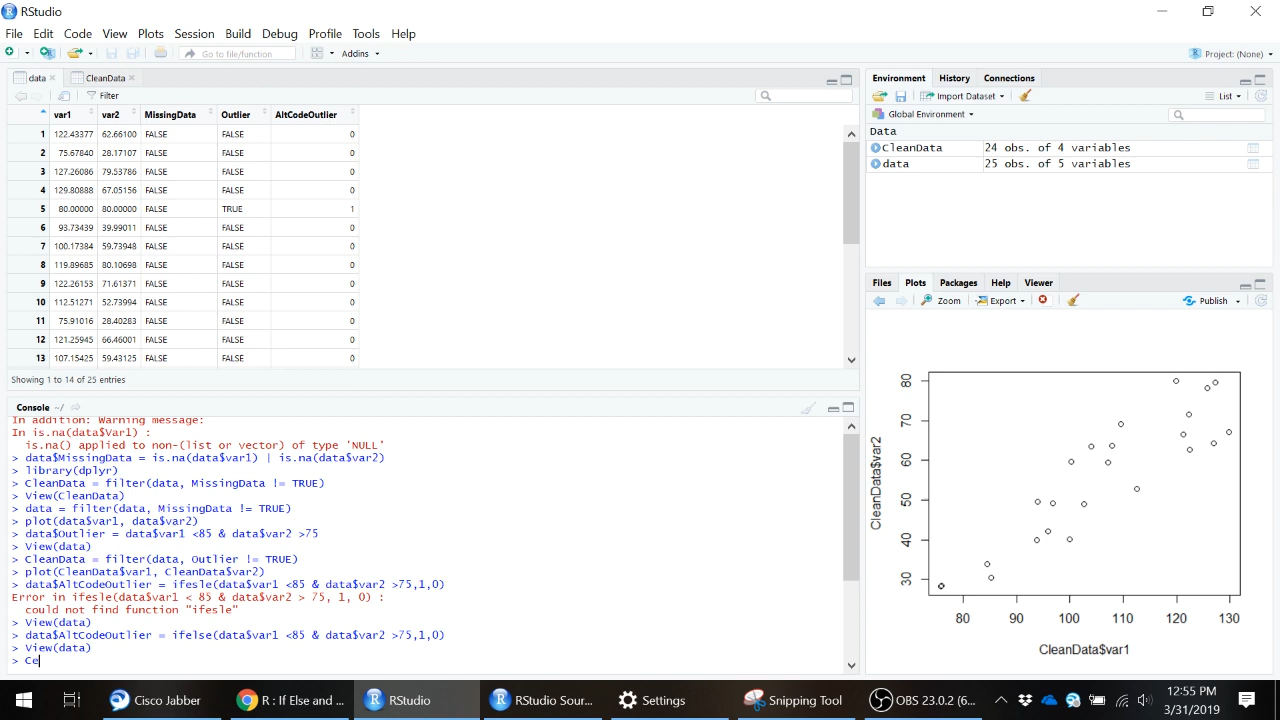 RStudio
File Edit Code View Plots Session Build Debug Profile Tools Help
Go to file/function Addins Project: (None)
data CleanData
Filter
var1 var2 MissingData Outlier AltCodeOutlier
1 122.43377 62.66100 FALSE FALSE 0
2 75.67840 28.17107 FALSE FALSE 0
3 127.26086 79.53786 FALSE FALSE 0
4 129.80888 67.05156 FALSE FALSE 0
5 80.00000 80.00000 FALSE TRUE 1
6 93.73439 39.99011 FALSE FALSE 0
7 100.17384 59.73948 FALSE FALSE 0
8 119.89685 80.10698 FALSE FALSE 0
9 122.26153 71.61371 FALSE FALSE 0
10 112.51271 52.73994 FALSE FALSE 0
11 75.91016 28.40283 FALSE FALSE 0
12 121.25945 66.46001 FALSE FALSE 0
13 107.15425 59.43125 FALSE FALSE 0
Showing 1 to 14 of 25 entries
Console ~/
In addition: Warning message:
In is.na(data$Var1) :
is.na() applied to non-(list or vector) of type 'NULL'
> data$MissingData = is.na(data$var1) | is.na(data$var2)
> library(dplyr)
> CleanData = filter(data, MissingData != TRUE)
> View(CleanData)
> data = filter(data, MissingData != TRUE)
> plot(data$var1, data$var2)
> data$Outlier = data$var1 <85 & data$var2 >75
> View(data)
> CleanData = filter(data, Outlier != TRUE)
> plot(CleanData$var1, CleanData$var2)
> data$AltCodeOutlier = ifesle(data$var1 <85 & data$var2 >75,1,0)
Error in ifesle(data$var1 < 85 & data$var2 > 75, 1, 0) :
could not find function "ifesle"
> View(data)
> data$AltCodeOutlier = ifelse(data$var1 <85 & data$var2 >75,1,0)
> View(data)
> Ce
Environment History Connections
Import Dataset List
Global Environment
Data
CleanData 24 obs. of 4 variables
data 25 obs. of 5 variables
Files Plots Packages Help Viewer
Zoom Export Publish
CleanData$var2
80
70
60
50
40
30
80 90 100 110 120 130
CleanData$var1
Cisco Jabber R : If Else and ... RStudio RStudio Sour... Settings Snipping Tool OBS 23.0.2 (6... 12:55 PM
3/31/2019